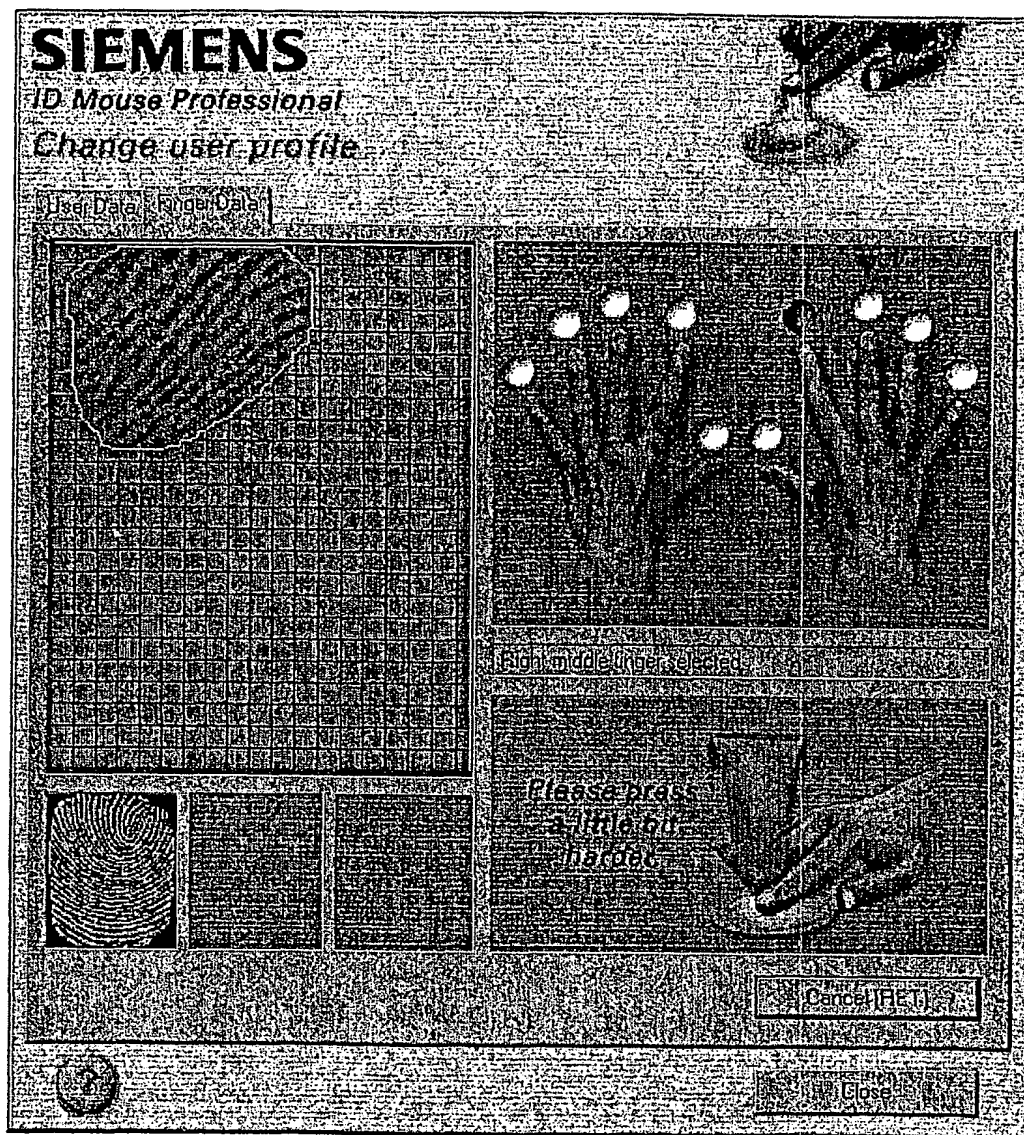 SIEMENS
ID Mouse Professional
Change user profile
User Data Finger Data
Right middle finger selected
Please press
a little bit
harder
Cancel [RET]
?
Close